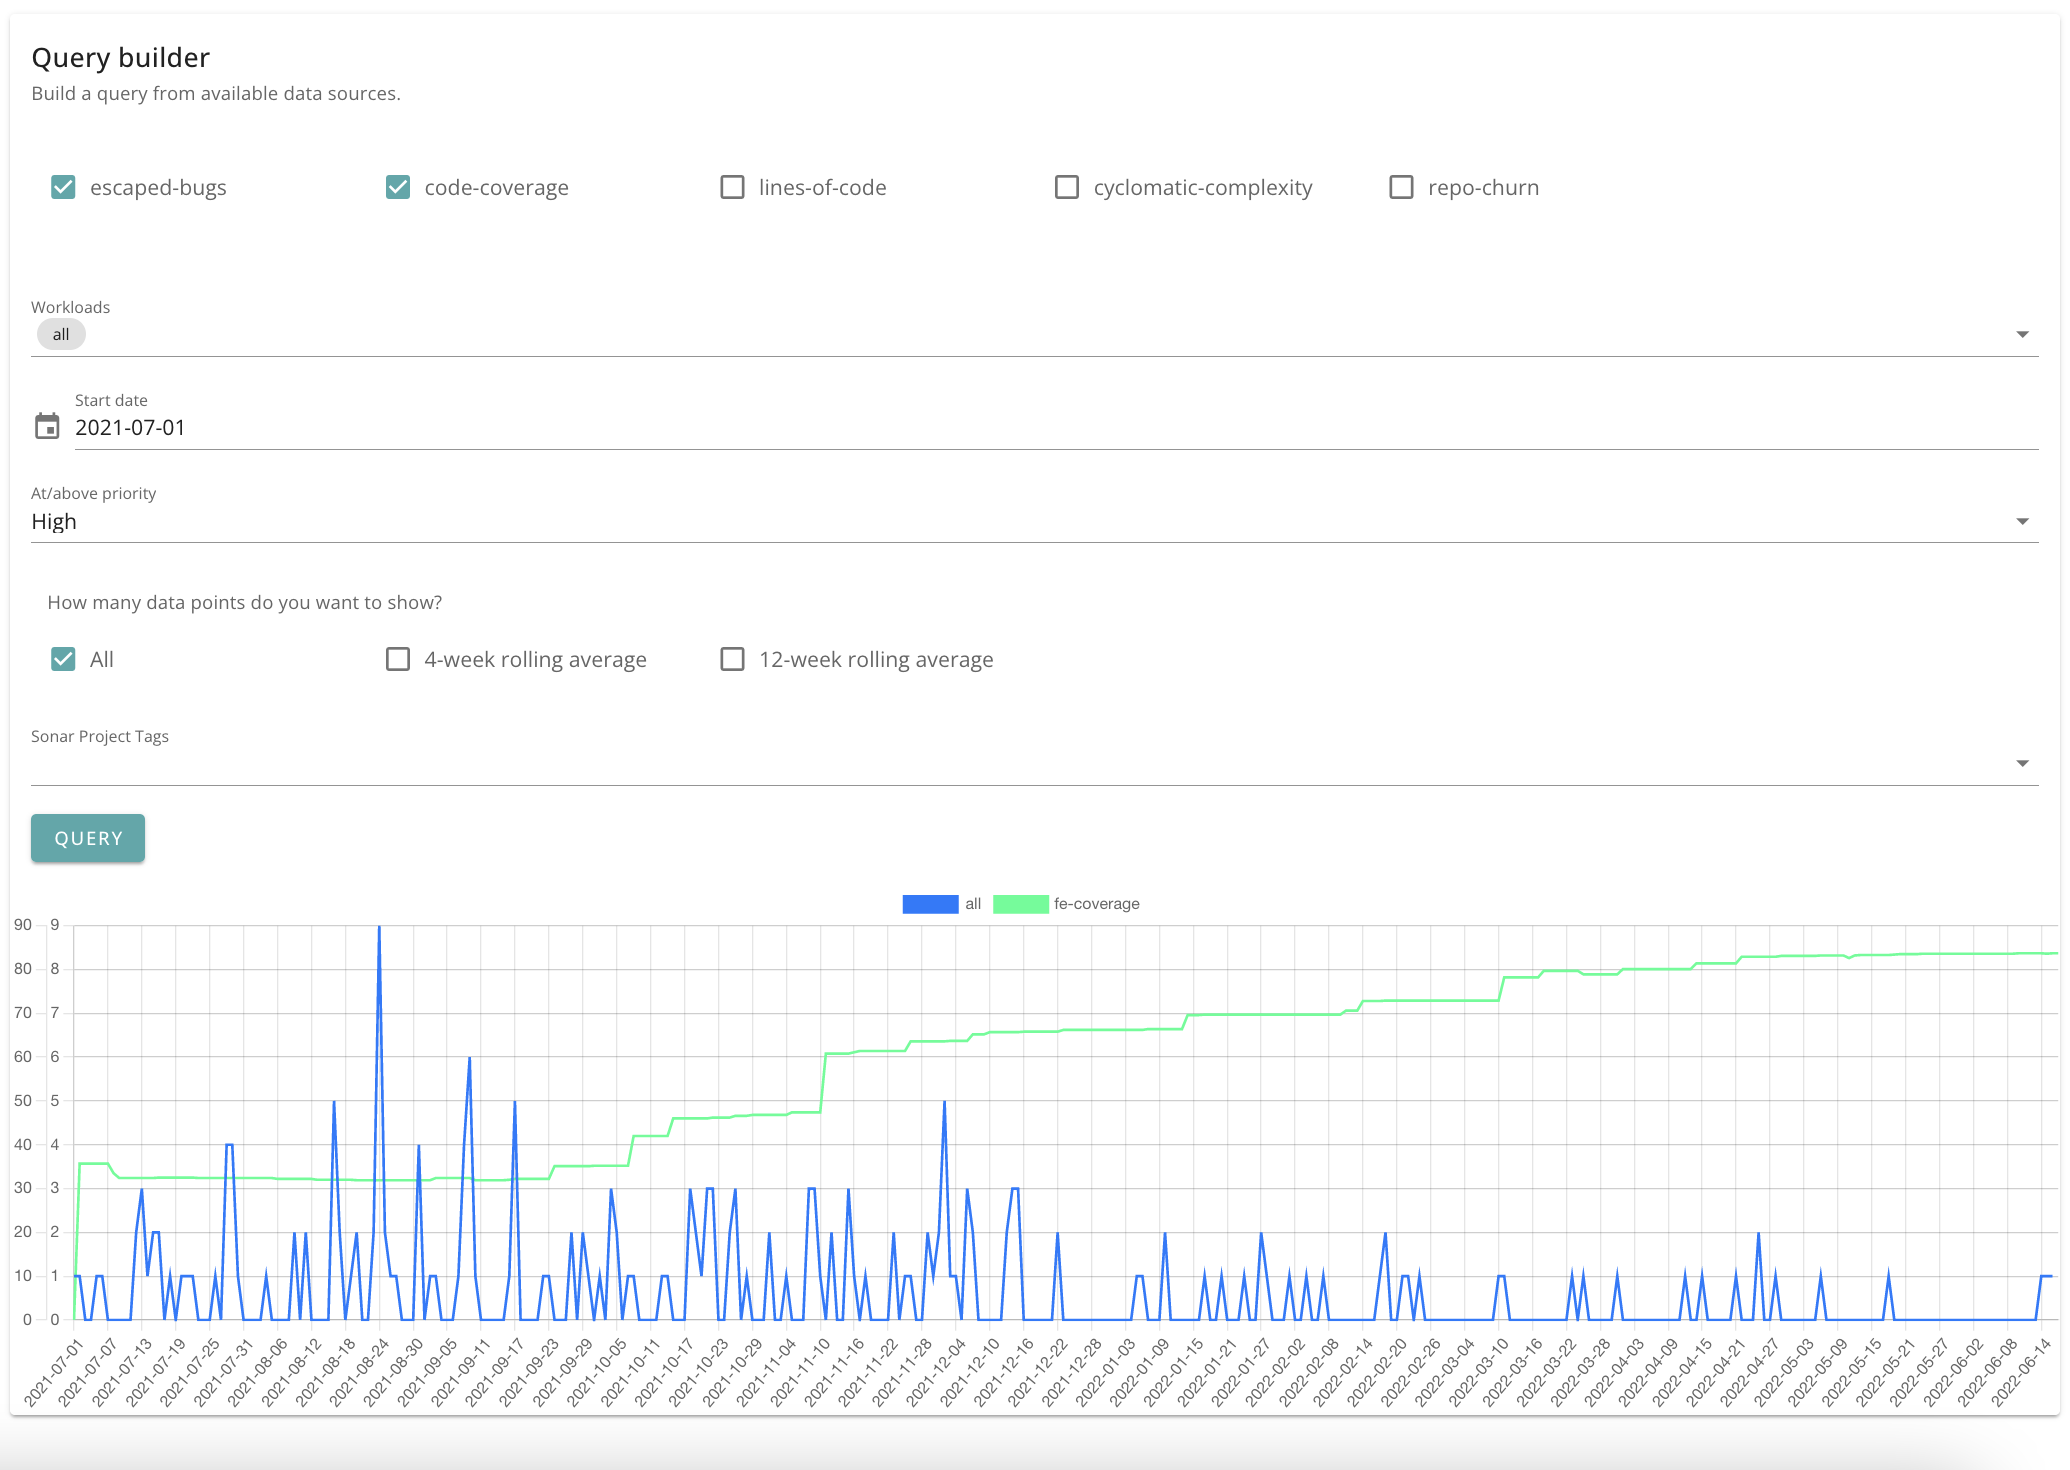 Query builder
Build a query from available data sources.
escaped-bugs code-coverage lines-of-code cyclomatic-complexity repo-churn
Workloads
all
Start date
2021-07-01
At/above priority
High
How many data points do you want to show?
All 4-week rolling average 12-week rolling average
Sonar Project Tags
QUERY
all fe-coverage
90 9
80 8
70 7
60 6
50 5
40 4
30 3
20 2
10 1
0 0
2021-07-01 2021-07-07 2021-07-13 2021-07-19 2021-07-25 2021-07-31 2021-08-06 2021-08-12 2021-08-18 2021-08-24 2021-08-30 2021-09-05 2021-09-11 2021-09-17 2021-09-23 2021-09-29 2021-10-05 2021-10-11 2021-10-17 2021-10-23 2021-10-29 2021-11-04 2021-11-10 2021-11-16 2021-11-22 2021-11-28 2021-12-04 2021-12-10 2021-12-16 2021-12-22 2021-12-28 2022-01-03 2022-01-09 2022-01-15 2022-01-21 2022-01-27 2022-02-02 2022-02-08 2022-02-14 2022-02-20 2022-02-26 2022-03-04 2022-03-10 2022-03-16 2022-03-22 2022-03-28 2022-04-03 2022-04-09 2022-04-15 2022-04-21 2022-04-27 2022-05-03 2022-05-09 2022-05-15 2022-05-21 2022-05-27 2022-06-02 2022-06-08 2022-06-14